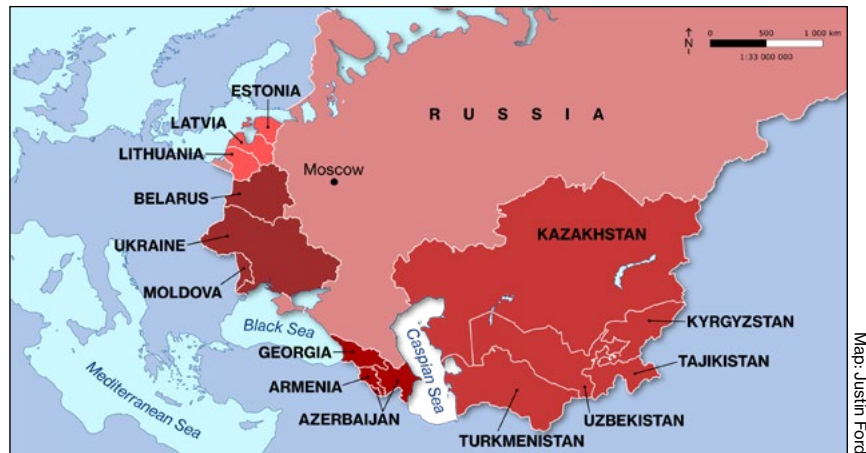 N
0 500 1 000 km
1:33 000 000
ESTONIA
RUSSIA
LATVIA
LITHUANIA
Moscow
BELARUS
KAZAKHSTAN
UKRAINE
MOLDOVA
Black Sea
KYRGYZSTAN
GEORGIA
Caspian Sea
TAJIKISTAN
Mediterranean Sea
ARMENIA
AZERBAIJAN
UZBEKISTAN
TURKMENISTAN
Map: Justin Ford